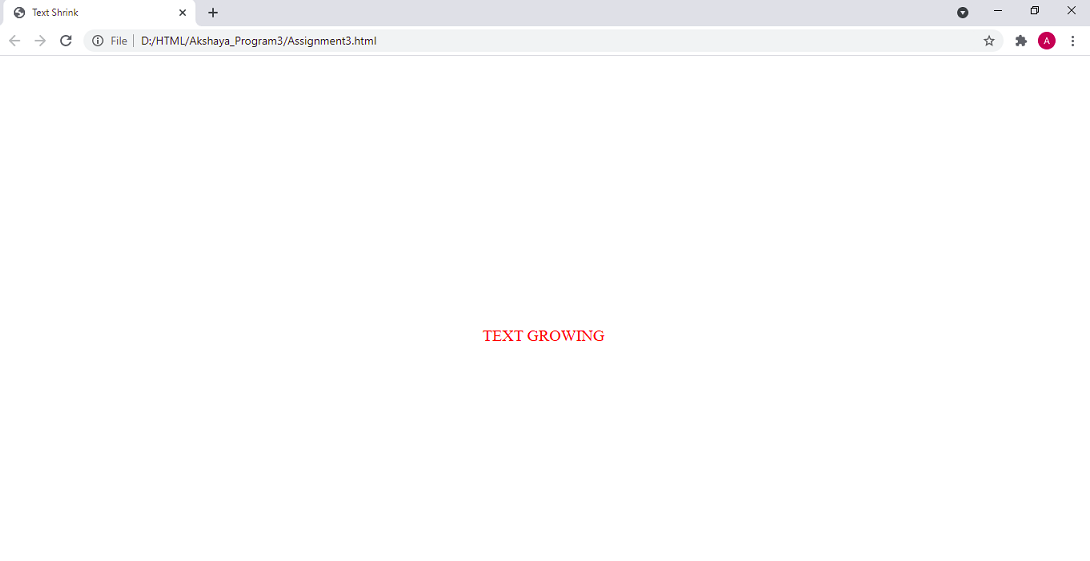 Text Shrink
File D:/HTML/Akshaya_Program3/Assignment3.html
A
TEXT GROWING